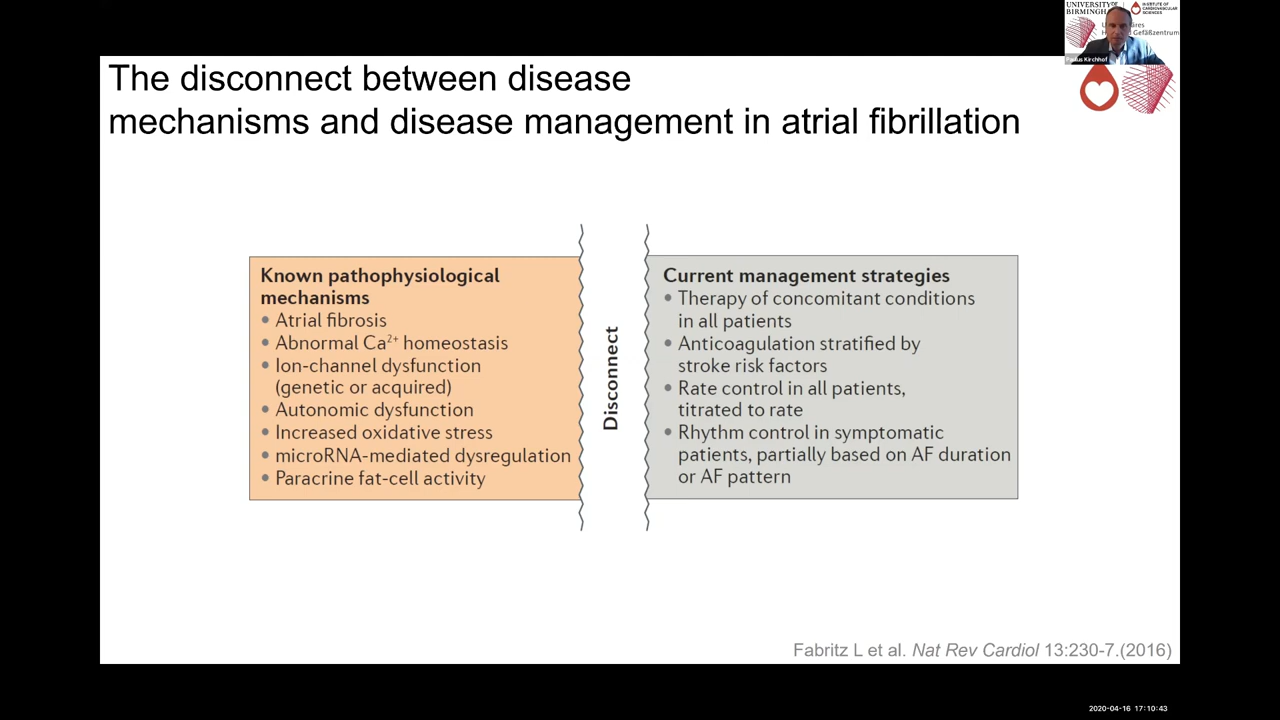 UNIVERSITY OF
BIRMINGHAM
INSTITUTE OF
CARDIOVASCULAR
SCIENCES
Gefäßzentrum
Paulus Kirchhof
The disconnect between disease
mechanisms and disease management in atrial fibrillation
Known pathophysiological
mechanisms
• Atrial fibrosis
• Abnormal Ca²⁺ homeostasis
• Ion-channel dysfunction
(genetic or acquired)
• Autonomic dysfunction
• Increased oxidative stress
• microRNA-mediated dysregulation
• Paracrine fat-cell activity
Disconnect
Current management strategies
• Therapy of concomitant conditions
in all patients
• Anticoagulation stratified by
stroke risk factors
• Rate control in all patients,
titrated to rate
• Rhythm control in symptomatic
patients, partially based on AF duration
or AF pattern
Fabritz L et al. Nat Rev Cardiol 13:230-7.(2016)
2020-04-16 17:10:43